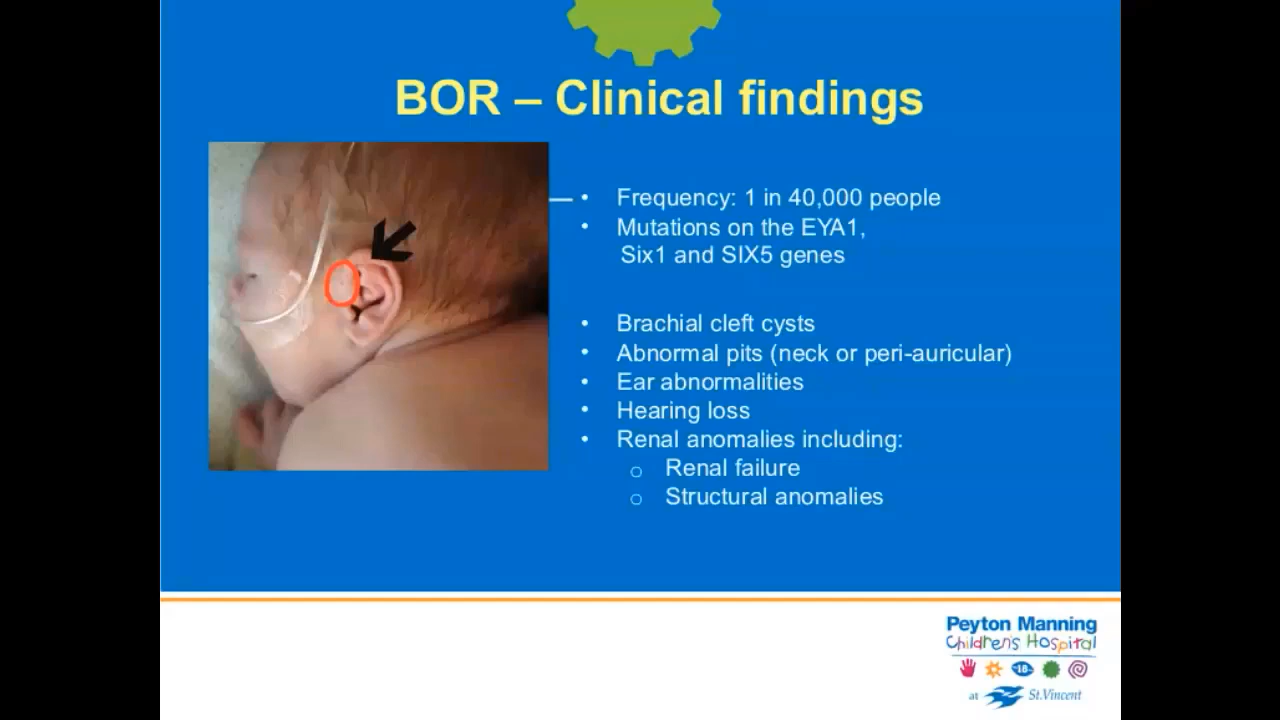 BOR – Clinical findings
• Frequency: 1 in 40,000 people
• Mutations on the EYA1,
Six1 and SIX5 genes
• Brachial cleft cysts
• Abnormal pits (neck or peri-auricular)
• Ear abnormalities
• Hearing loss
• Renal anomalies including:
o Renal failure
o Structural anomalies
Peyton Manning
Children's Hospital
18
at St.Vincent